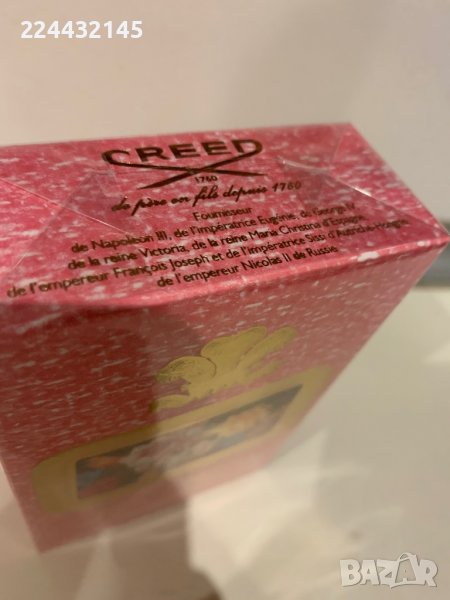 224432145
CREED
1760
de père en fils depuis 1760
Fournisseur
de Napoléon III, de l'impératrice Eugénie, de George IV
de la reine Victoria, de la reine Maria Christina d'Espagne,
de l'empereur François Joseph et de l'impératrice Sissi d'Autriche-Hongrie,
de l'empereur Nicolas II de Russie.
BAZAR